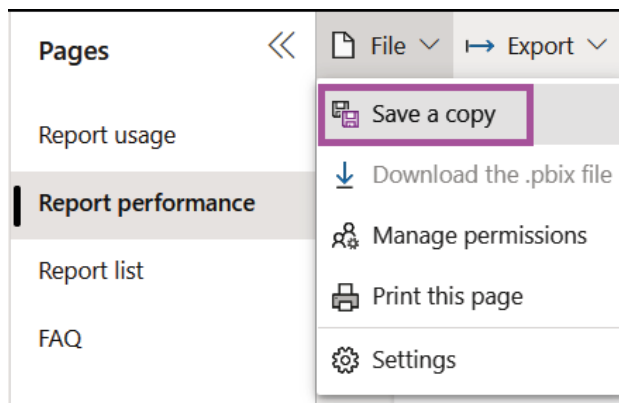 Pages
Report usage
Report performance
Report list
FAQ
File
Export
Save a copy
Download the .pbix file
Manage permissions
Print this page
Settings